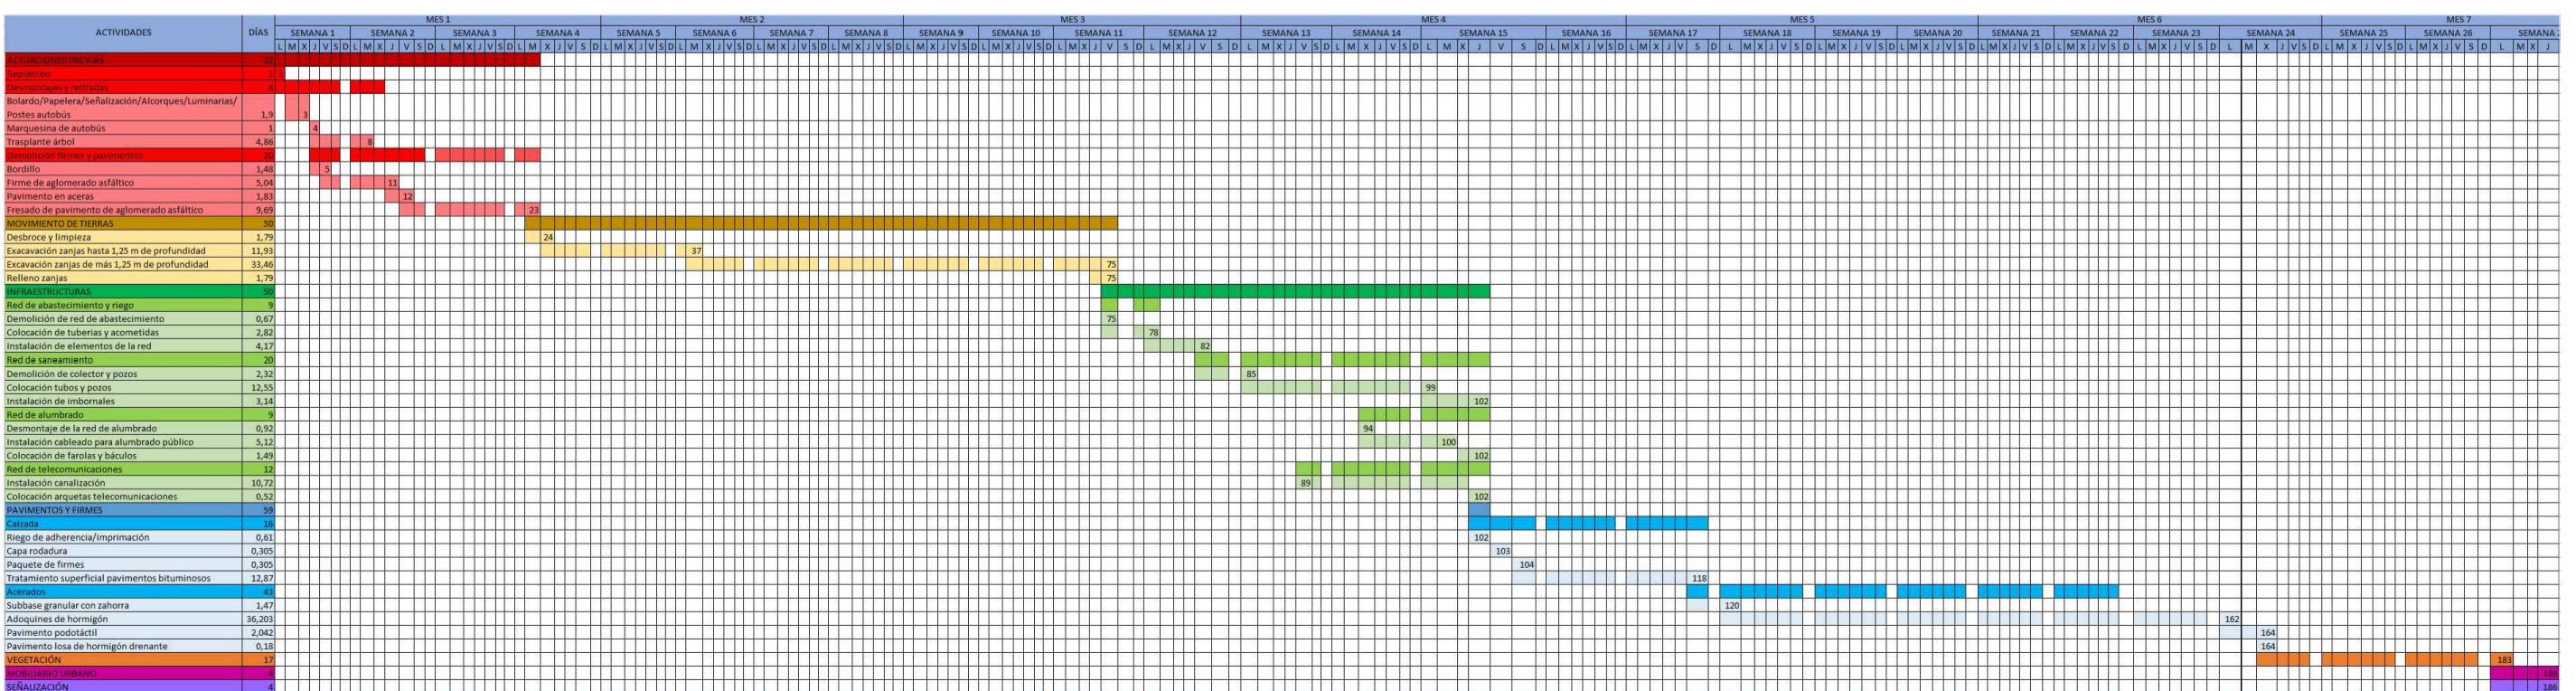 MES 1 MES 2 MES 3 MES 4 MES 5 MES 6 MES 7
ACTIVIDADES DÍAS SEMANA 1 SEMANA 2 SEMANA 3 SEMANA 4 SEMANA 5 SEMANA 6 SEMANA 7 SEMANA 8 SEMANA 9 SEMANA 10 SEMANA 11 SEMANA 12 SEMANA 13 SEMANA 14 SEMANA 15 SEMANA 16 SEMANA 17 SEMANA 18 SEMANA 19 SEMANA 20 SEMANA 21 SEMANA 22 SEMANA 23 SEMANA 24 SEMANA 25 SEMANA 26 SEMANA
L M X J V S D L M X J V S D L M X J V S D L M X J V S D L M X J V S D L M X J V S D L M X J V S D L M X J V S D L M X J V S D L M X J V S D L M X J V S D L M X J V S D L M X J V S D L M X J V S D L M X J V S D L M X J V S D L M X J V S D L M X J V S D L M X J V S D L M X J V S D L M X J V S D L M X J V S D L M X J V S D L M X J V S D L M X J V S D L M X J V S D L M X J
ACTUACIONES PREVIAS 22
Replanteo 1
Desmontajes y retiradas 8
Bolardo/Papelera/Señalización/Alcorques/Luminarias/
Postes autobús 1,9 3
Marquesina de autobús 1 4
Trasplante árbol 4,86 8
Demolición firmes y pavimentos 20
Bordillo 1,48 5
Firme de aglomerado asfáltico 5,04 11
Pavimento en aceras 1,83 12
Fresado de pavimento de aglomerado asfáltico 9,69 23
MOVIMIENTO DE TIERRAS 50
Desbroce y limpieza 1,79 24
Exacavación zanjas hasta 1,25 m de profundidad 11,93 37
Excavación zanjas de más 1,25 m de profundidad 33,46 75
Relleno zanjas 1,79 75
INFRAESTRUCTURAS 50
Red de abastecimiento y riego 9
Demolición de red de abastecimiento 0,67 75
Colocación de tuberias y acometidas 2,82 78
Instalación de elementos de la red 4,17 82
Red de saneamiento 20
Demolición de colector y pozos 2,32 85
Colocación tubos y pozos 12,55 99
Instalación de imbornales 3,14 102
Red de alumbrado 9
Desmontaje de la red de alumbrado 0,92 94
Instalación cableado para alumbrado público 5,12 100
Colocación de farolas y báculos 1,49 102
Red de telecomunicaciones 12
Instalación canalización 10,72 89
Colocación arquetas telecomunicaciones 0,52 102
PAVIMENTOS Y FIRMES 59
Calzada 16
Riego de adherencia/imprimación 0,61 102
Capa rodadura 0,305 103
Paquete de firmes 0,305 104
Tratamiento superficial pavimentos bituminosos 12,87 118
Acerados 43
Subbase granular con zahorra 1,47 120
Adoquines de hormigón 36,203 162
Pavimento podotáctil 2,042 164
Pavimento losa de hormigón drenante 0,18 164
VEGETACIÓN 17 183
MOBILIARIO URBANO 4 186
SEÑALIZACIÓN 4 186